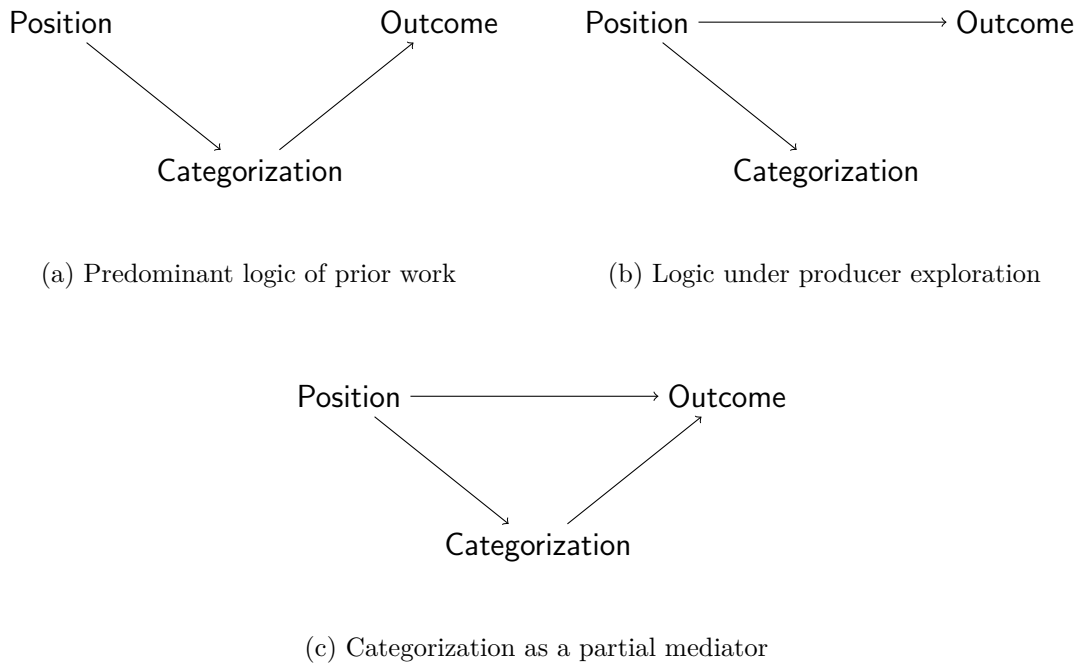 Position
Outcome
Categorization
(a) Predominant logic of prior work
Position
Outcome
Categorization
(b) Logic under producer exploration
Position
Outcome
Categorization
(c) Categorization as a partial mediator